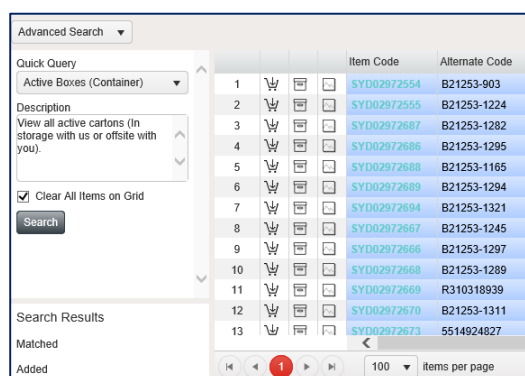 Advanced Search
Quick Query
Active Boxes (Container)
Description
View all active cartons (In
storage with us or offsite with
you).
Clear All Items on Grid
Search
Search Results
Matched
Added
Item Code Alternate Code
1 SYD02972554 B21253-903
2 SYD02972555 B21253-1224
3 SYD02972687 B21253-1282
4 SYD02972686 B21253-1295
5 SYD02972688 B21253-1165
6 SYD02972689 B21253-1294
7 SYD02972694 B21253-1321
8 SYD02972667 B21253-1245
9 SYD02972666 B21253-1297
10 SYD02972668 B21253-1289
11 SYD02972669 R310318939
12 SYD02972670 B21253-1311
13 SYD02972673 5514924827
1 100 items per page